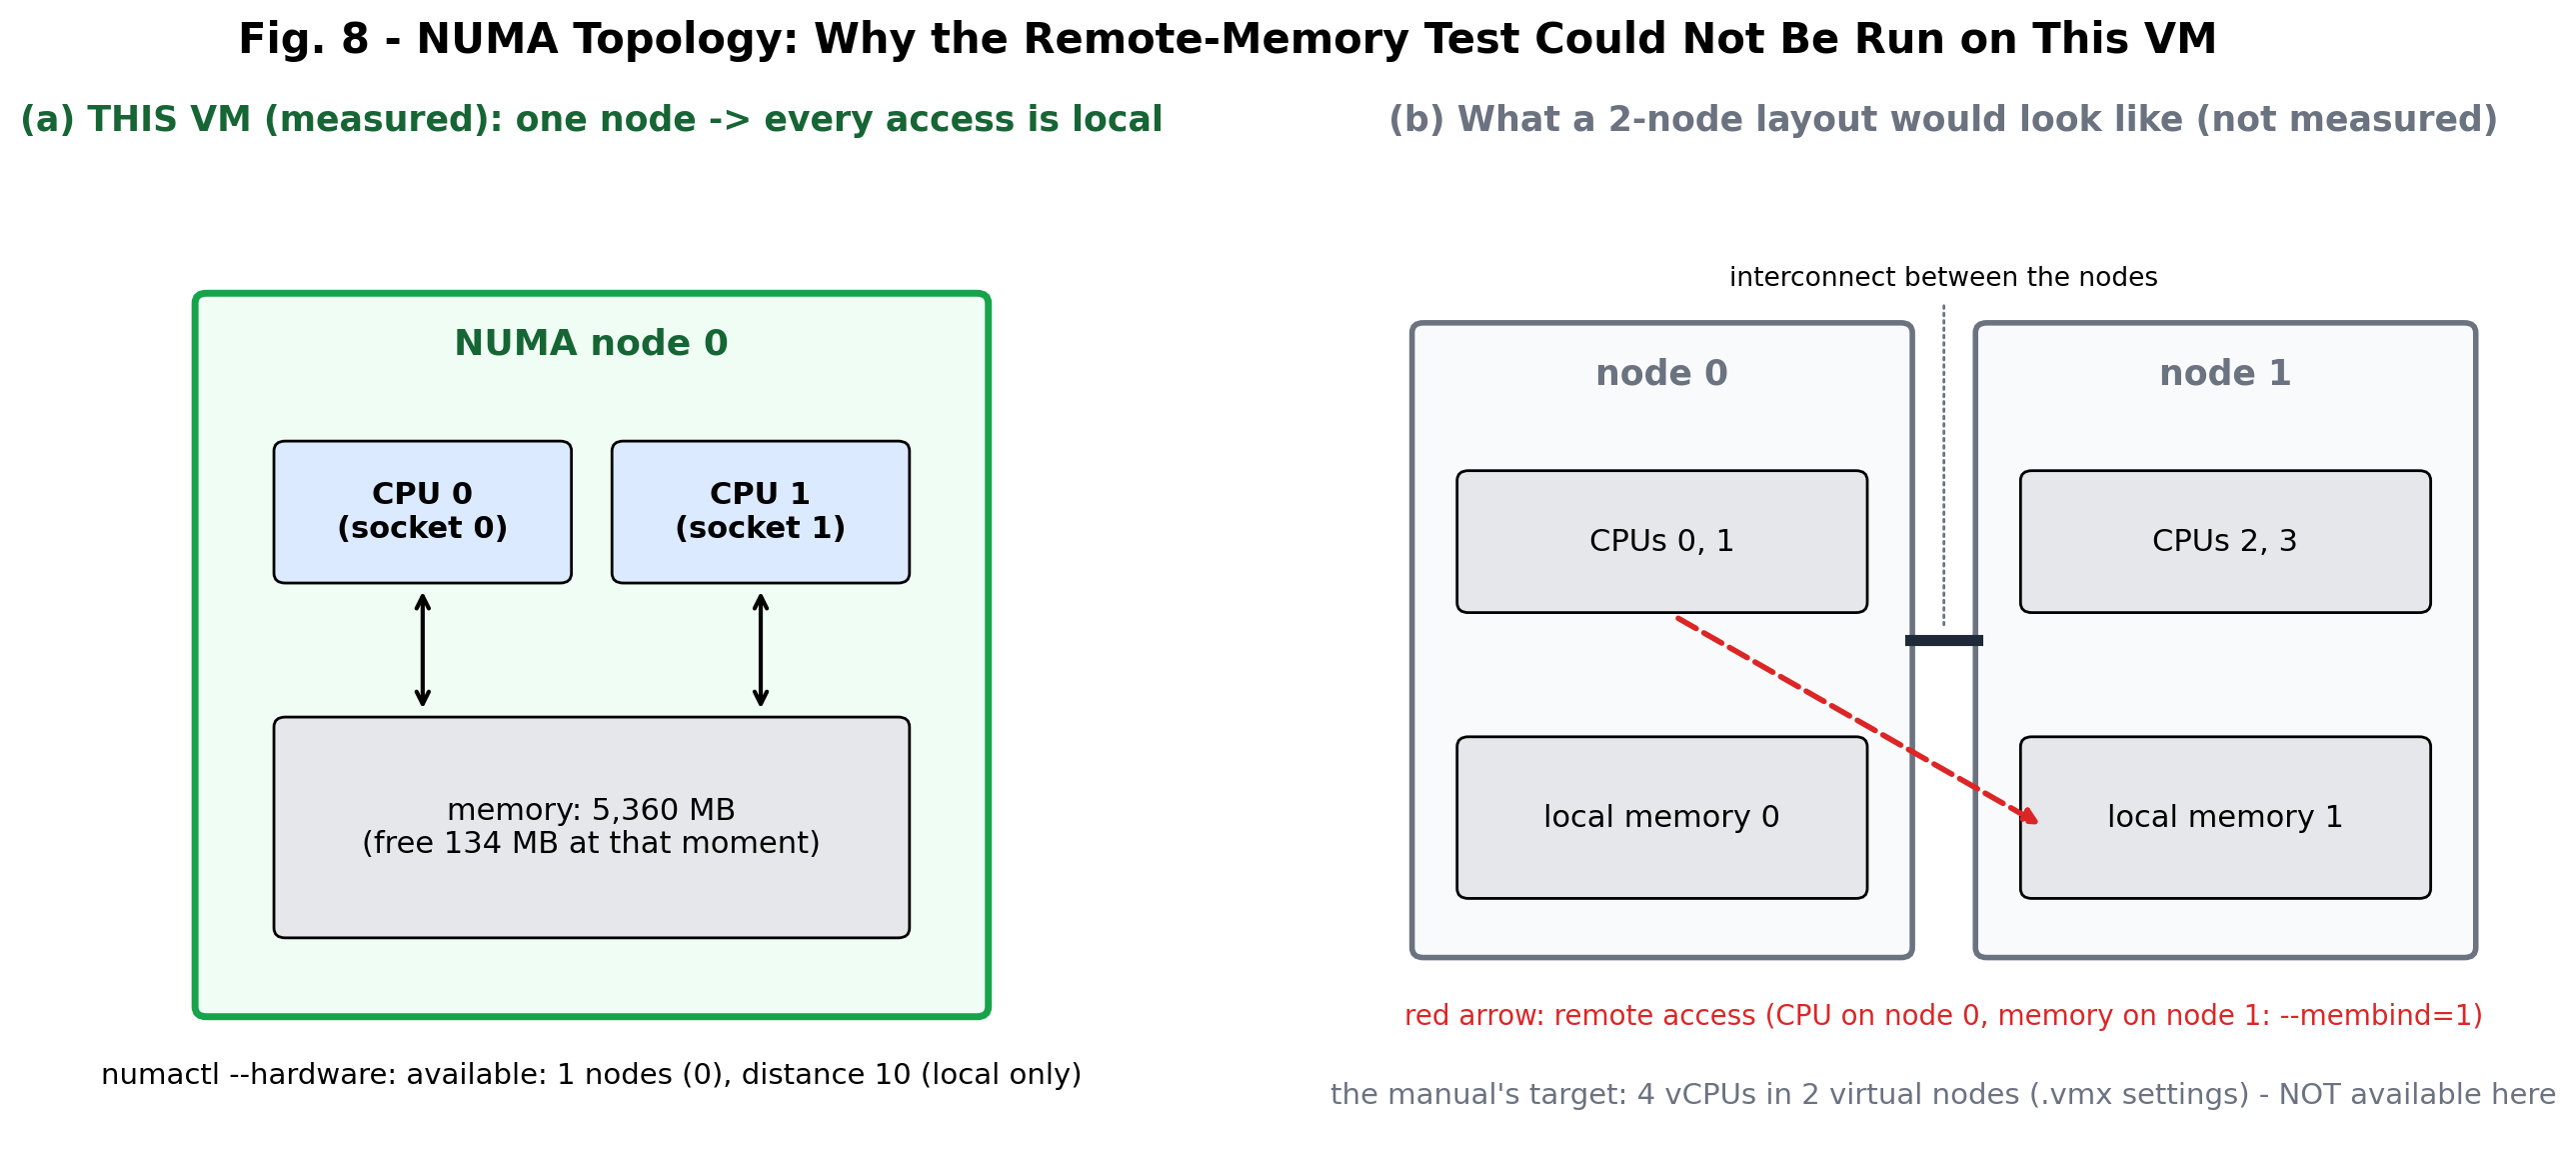 Fig. 8 - NUMA Topology: Why the Remote-Memory Test Could Not Be Run on This VM
(a) THIS VM (measured): one node -> every access is local
NUMA node 0
CPU 0
(socket 0)
CPU 1
(socket 1)
memory: 5,360 MB
(free 134 MB at that moment)
numactl --hardware: available: 1 nodes (0), distance 10 (local only)
(b) What a 2-node layout would look like (not measured)
interconnect between the nodes
node 0
node 1
CPUs 0, 1
CPUs 2, 3
local memory 0
local memory 1
red arrow: remote access (CPU on node 0, memory on node 1: --membind=1)
the manual's target: 4 vCPUs in 2 virtual nodes (.vmx settings) - NOT available here